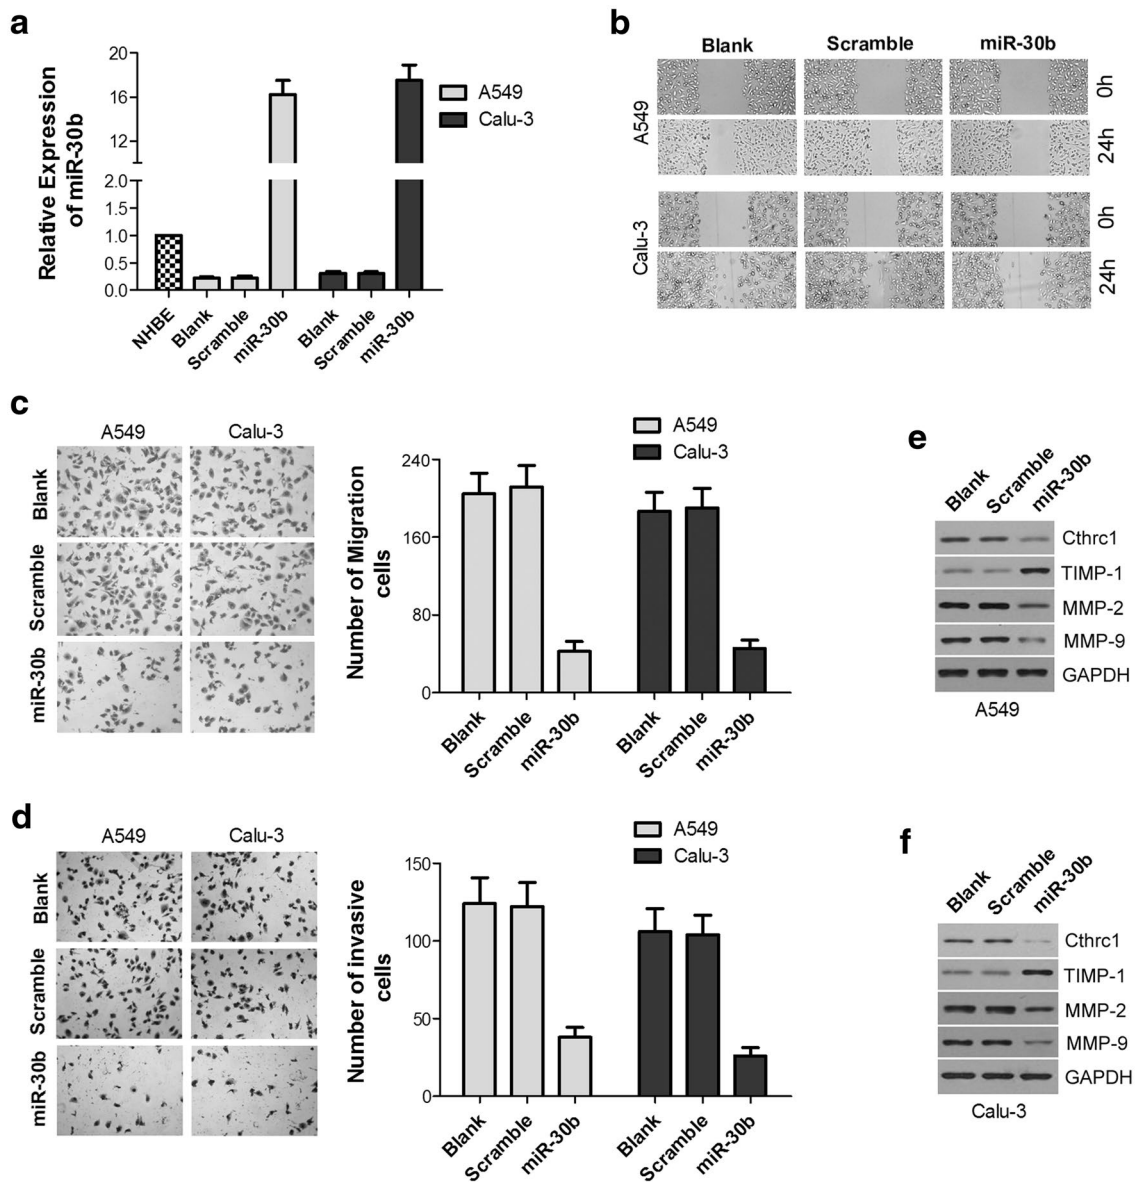 a
Relative Expression
of miR-30b
20
16
12
2.0
1.5
1.0
0.5
0.0
NHBE
Blank
Scramble
miR-30b
Blank
Scramble
miR-30b
A549
Calu-3
b
Blank Scramble miR-30b
A549
0h
24h
Calu-3
0h
24h
c
A549 Calu-3
Blank
Scramble
miR-30b
Number of Migration
cells
240
160
80
0
Blank
Scramble
miR-30b
Blank
Scramble
miR-30b
A549
Calu-3
e
Blank
Scramble
miR-30b
Cthrc1
TIMP-1
MMP-2
MMP-9
GAPDH
A549
d
A549 Calu-3
Blank
Scramble
miR-30b
Number of invasive
cells
150
100
50
0
Blank
Scramble
miR-30b
Blank
Scramble
miR-30b
A549
Calu-3
f
Blank
Scramble
miR-30b
Cthrc1
TIMP-1
MMP-2
MMP-9
GAPDH
Calu-3